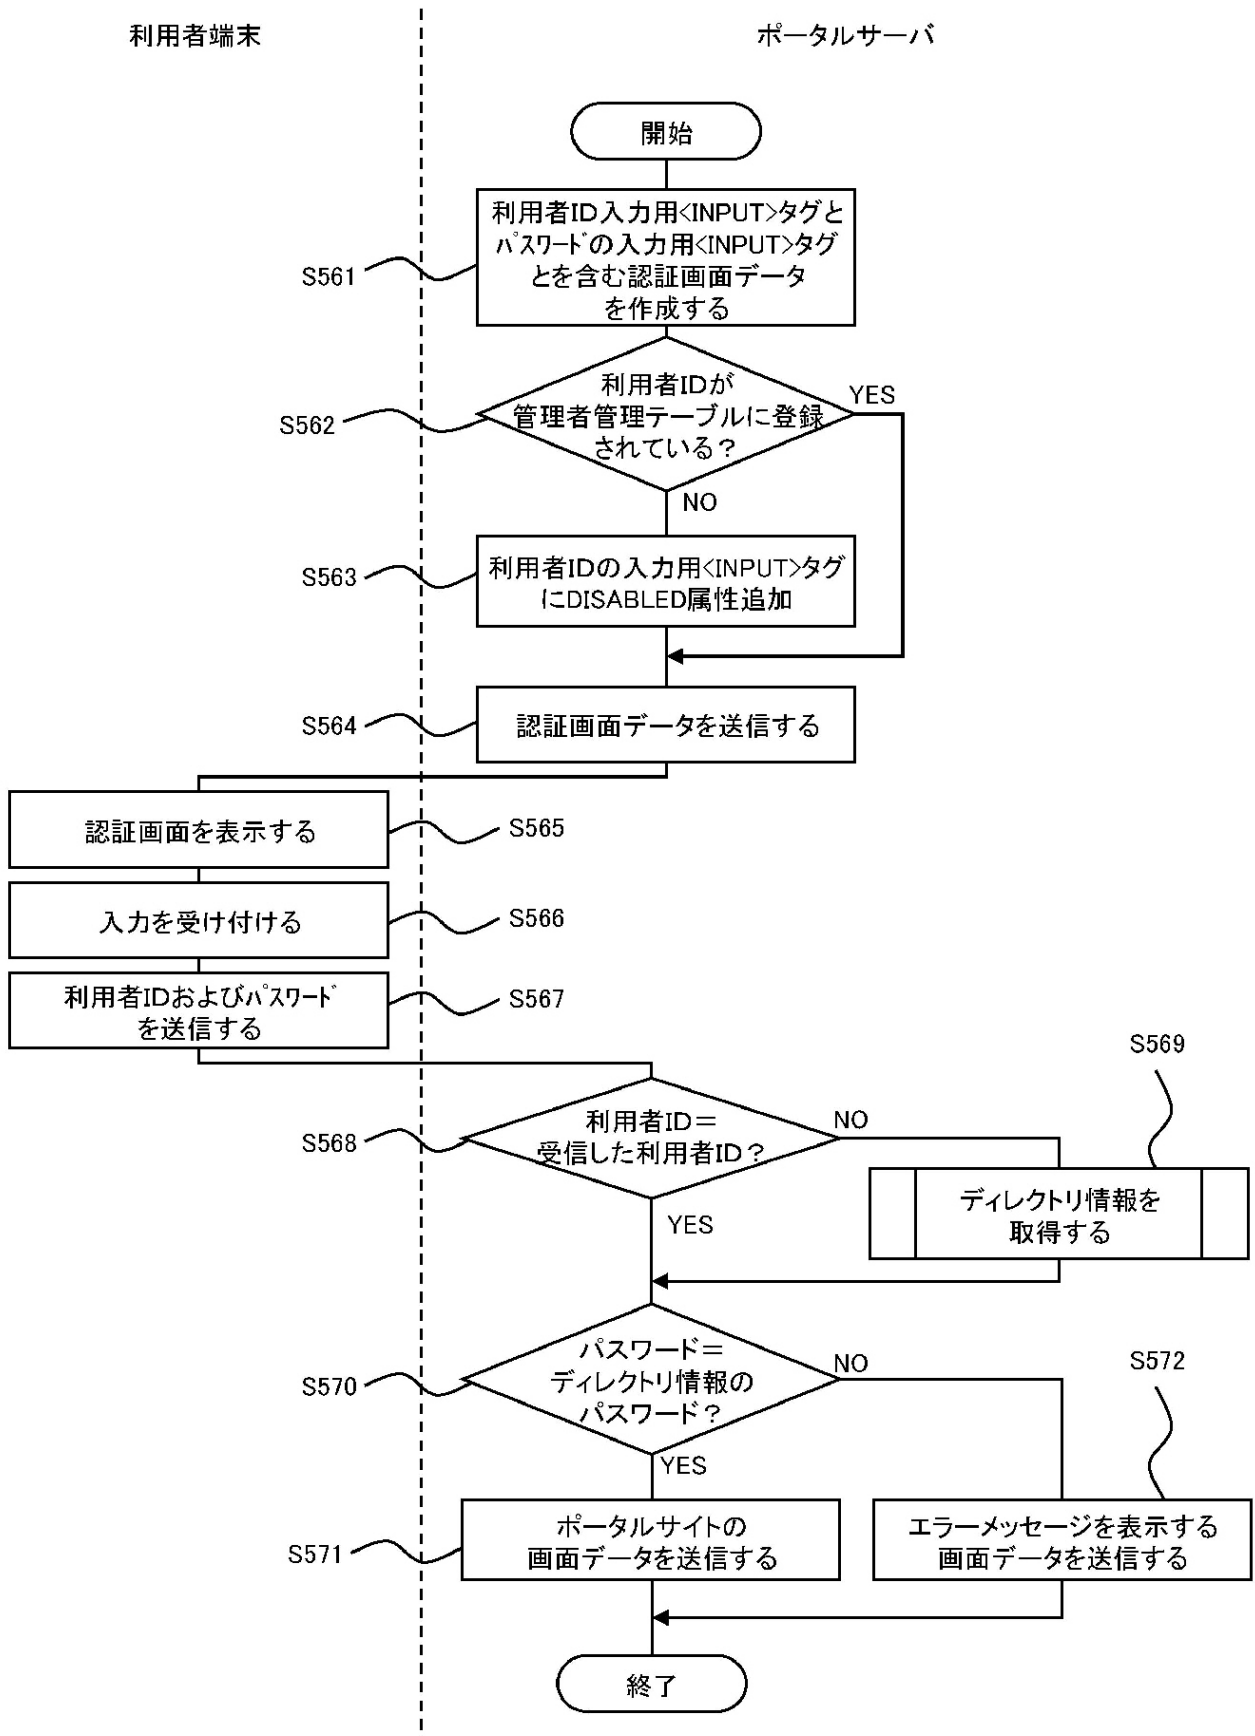 利用者端末
ポータルサーバ
開始
利用者ID入力用<INPUT>タグと
ﾊﾟｽﾜｰﾄﾞの入力用<INPUT>タグ
とを含む認証画面データ
を作成する
S561
利用者IDが
管理者管理テーブルに登録
されている？
YES
S562
NO
利用者IDの入力用<INPUT>タグ
にDISABLED属性追加
S563
認証画面データを送信する
S564
認証画面を表示する
S565
入力を受け付ける
S566
利用者IDおよびﾊﾟｽﾜｰﾄﾞ
を送信する
S567
S569
利用者ID＝
受信した利用者ID？
NO
S568
YES
ディレクトリ情報を
取得する
パスワード＝
ディレクトリ情報の
パスワード？
NO
S572
S570
YES
ポータルサイトの
画面データを送信する
S571
エラーメッセージを表示する
画面データを送信する
終了